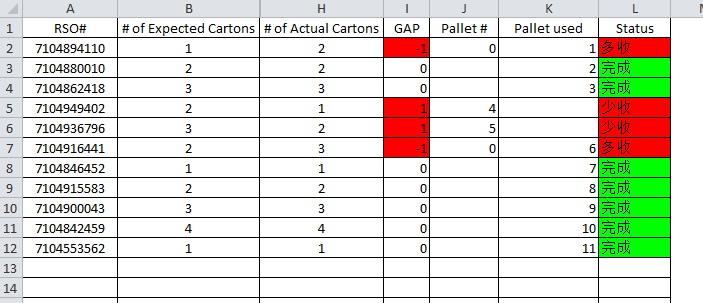 A B H I J K L
1 RSO# # of Expected Cartons # of Actual Cartons GAP Pallet # Pallet used Status
2 7104894110 1 2 -1 0 1 多收
3 7104880010 2 2 0 2 完成
4 7104862418 3 3 0 3 完成
5 7104949402 2 1 1 4 少收
6 7104936796 3 2 1 5 少收
7 7104916441 2 3 -1 0 6 多收
8 7104846452 1 1 0 7 完成
9 7104915583 2 2 0 8 完成
10 7104900043 3 3 0 9 完成
11 7104842459 4 4 0 10 完成
12 7104553562 1 1 0 11 完成
13
14